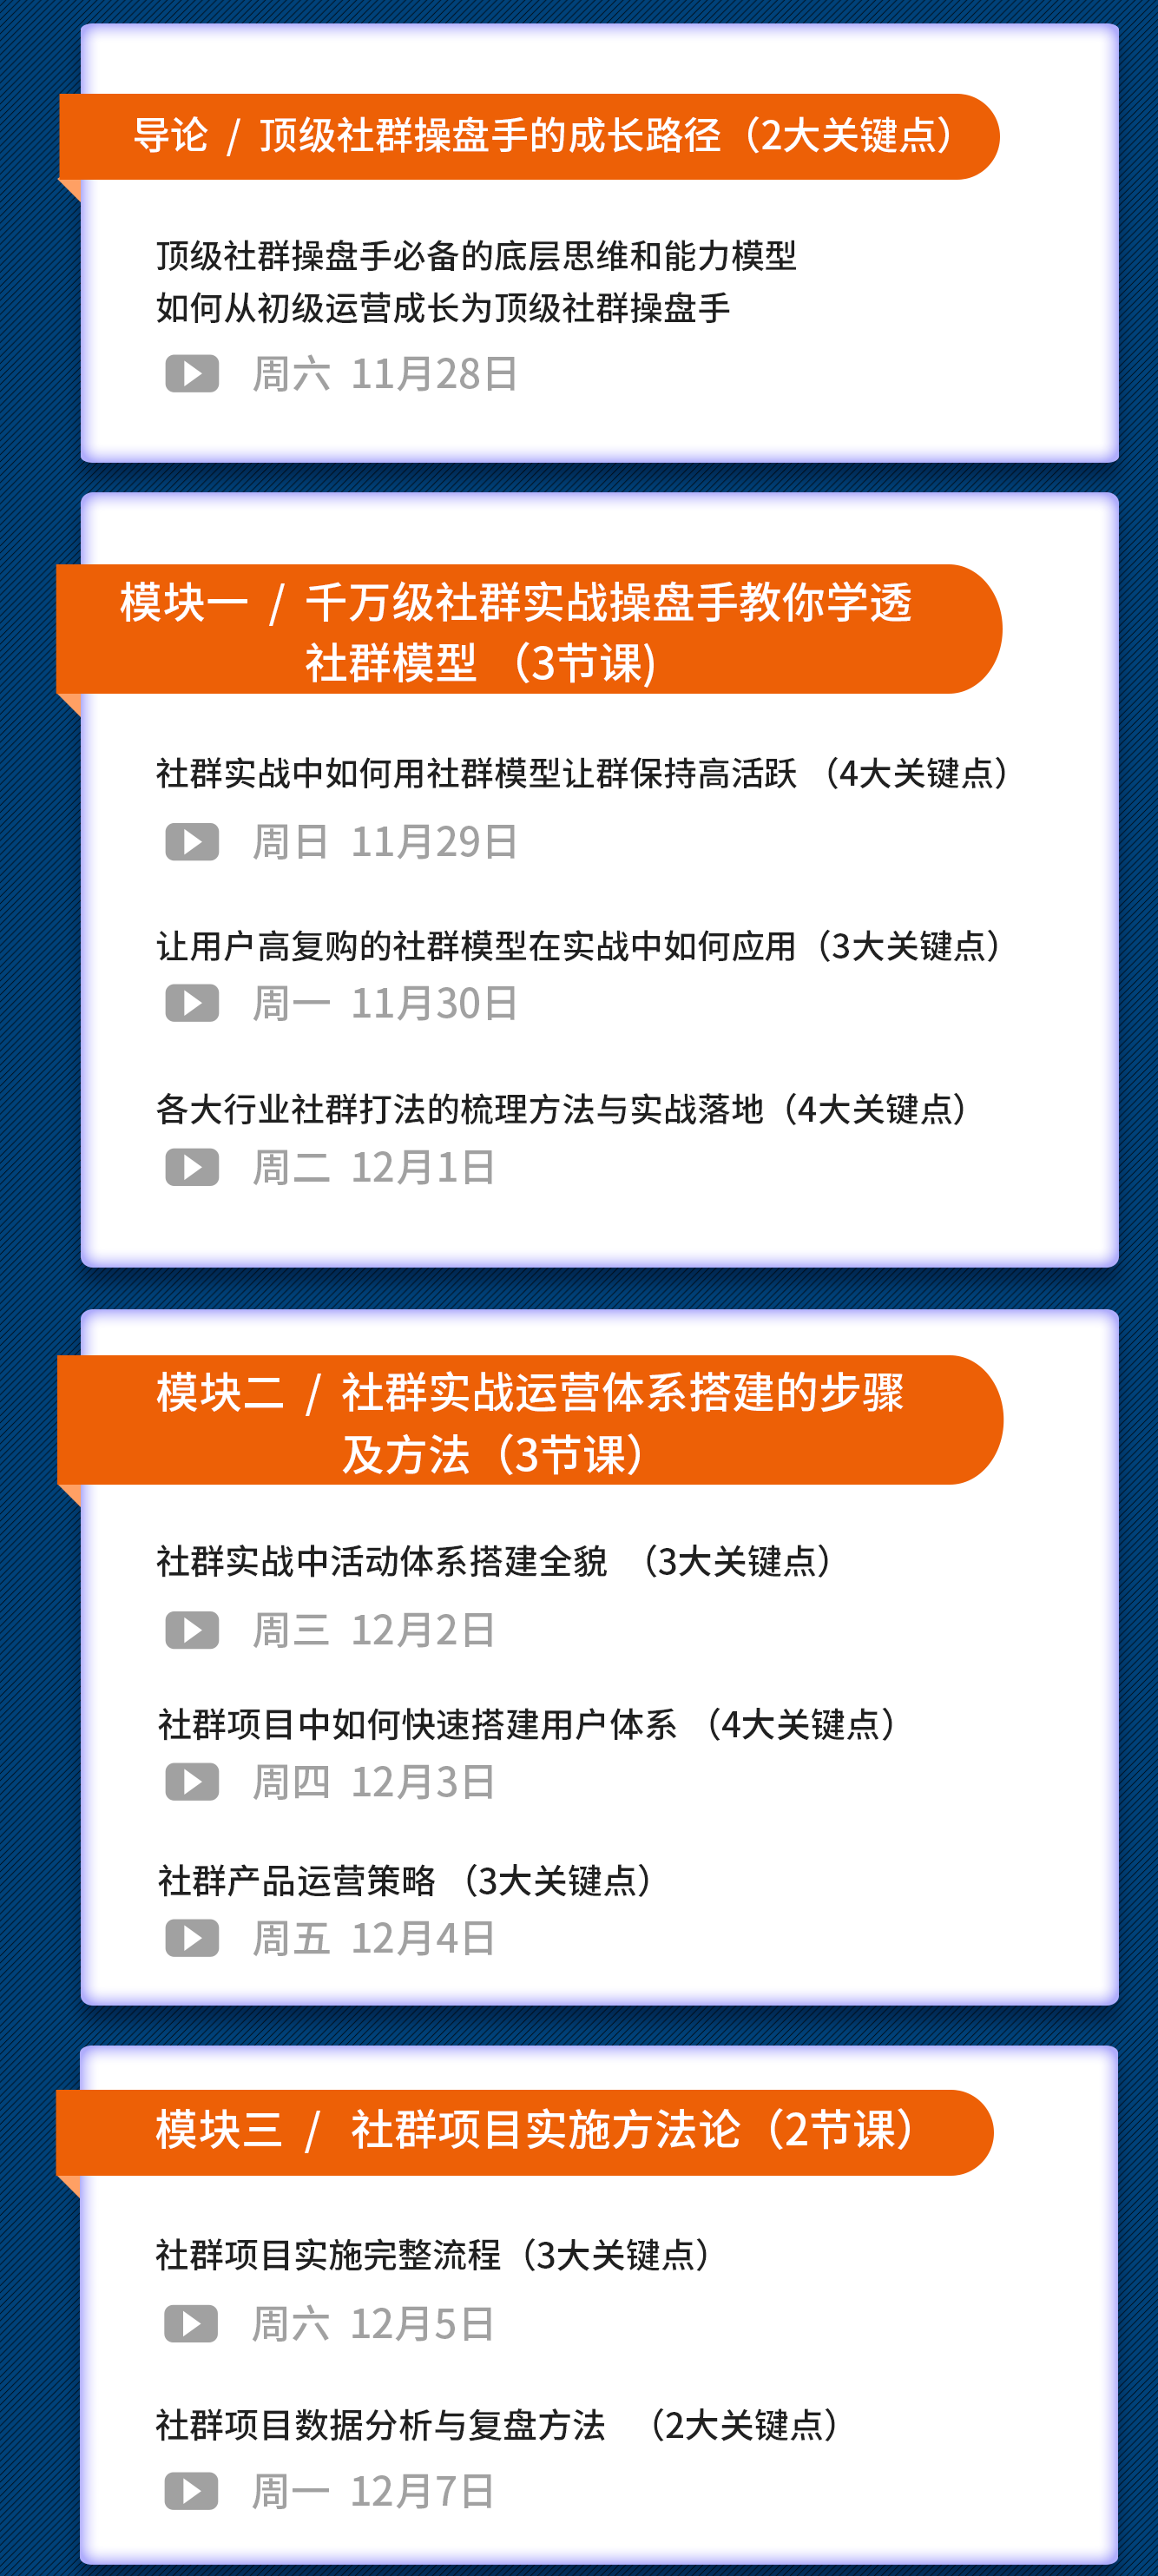 导论 / 顶级社群操盘手的成长路径（2大关键点）
顶级社群操盘手必备的底层思维和能力模型
如何从初级运营成长为顶级社群操盘手
周六 11月28日
模块一 / 千万级社群实战操盘手教你学透
社群模型 （3节课)
社群实战中如何用社群模型让群保持高活跃 （4大关键点）
周日 11月29日
让用户高复购的社群模型在实战中如何应用（3大关键点）
周一 11月30日
各大行业社群打法的梳理方法与实战落地（4大关键点）
周二 12月1日
模块二 / 社群实战运营体系搭建的步骤
及方法（3节课）
社群实战中活动体系搭建全貌 （3大关键点）
周三 12月2日
社群项目中如何快速搭建用户体系 （4大关键点）
周四 12月3日
社群产品运营策略 （3大关键点）
周五 12月4日
模块三 / 社群项目实施方法论（2节课）
社群项目实施完整流程（3大关键点）
周六 12月5日
社群项目数据分析与复盘方法 （2大关键点）
周一 12月7日